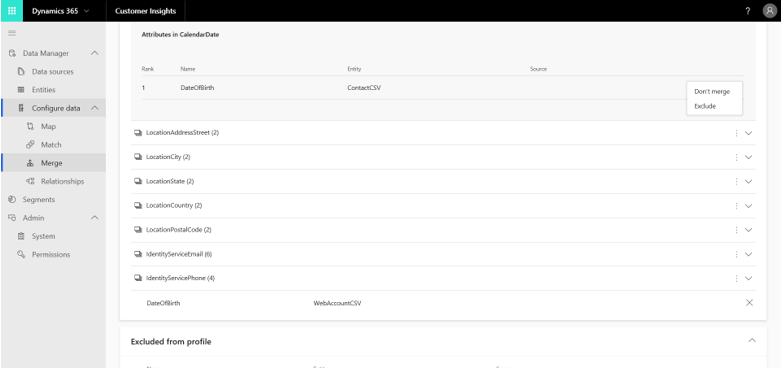 Dynamics 365
Customer Insights
?
Attributes in CalendarDate
Data Manager
Rank Name Entity Source
Data sources
1 DateOfBirth ContactCSV
Don't merge
Entities
Exclude
Configure data
Map
LocationAddressStreet (2)
Match
LocationCity (2)
Merge
LocationState (2)
Relationships
Segments
LocationCountry (2)
Admin
LocationPostalCode (2)
System
IdentityServiceEmail (6)
Permissions
IdentityServicePhone (4)
DateOfBirth WebAccountCSV
Excluded from profile